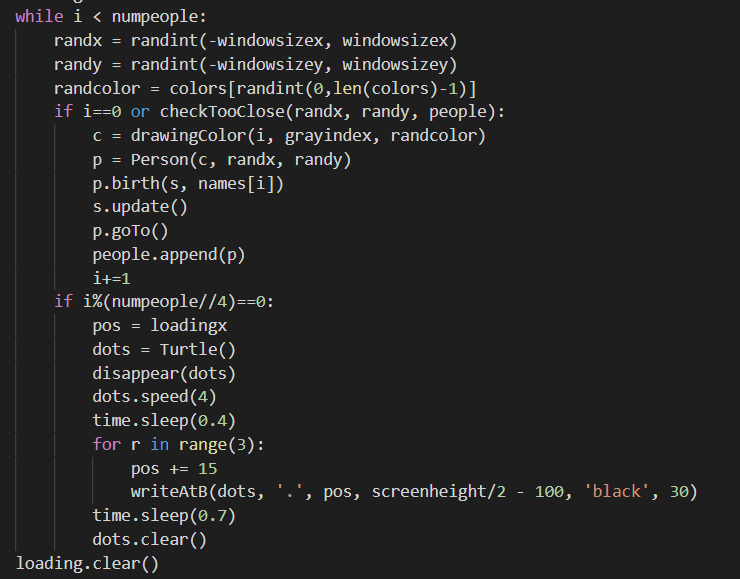 while i < numpeople:
    randx = randint(-windowsizex, windowsizex)
    randy = randint(-windowsizey, windowsizey)
    randcolor = colors[randint(0,len(colors)-1)]
    if i==0 or checkTooClose(randx, randy, people):
        c = drawingColor(i, grayindex, randcolor)
        p = Person(c, randx, randy)
        p.birth(s, names[i])
        s.update()
        p.goTo()
        people.append(p)
        i+=1
    if i%(numpeople//4)==0:
        pos = loadingx
        dots = Turtle()
        disappear(dots)
        dots.speed(4)
        time.sleep(0.4)
        for r in range(3):
            pos += 15
            writeAtB(dots, '.', pos, screenheight/2 - 100, 'black', 30)
        time.sleep(0.7)
        dots.clear()
loading.clear()